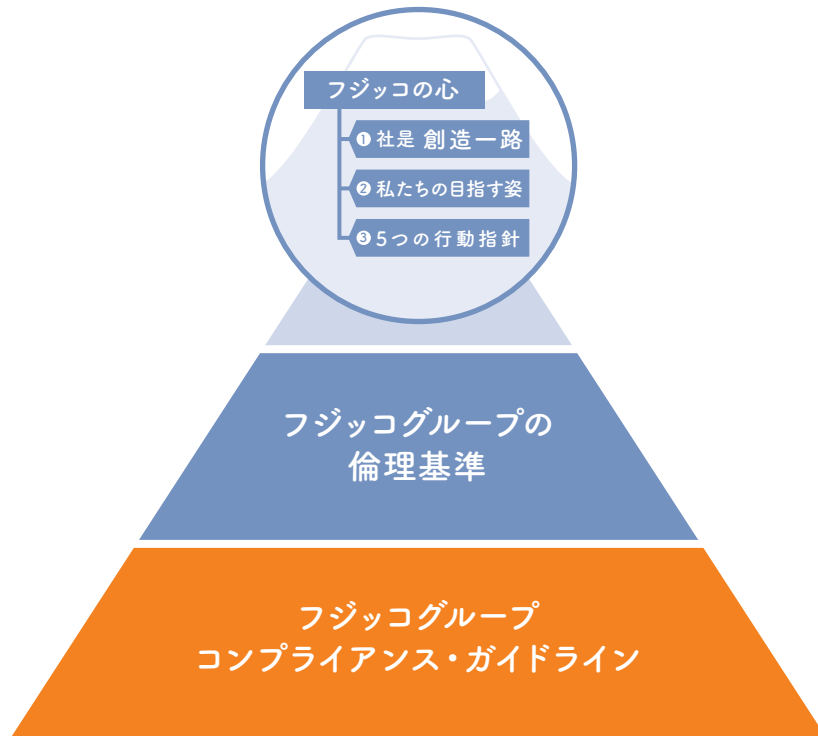 フジッコの心
❶ 社是 創造一路
❷ 私たちの目指す姿
❸ 5つの行動指針
フジッコグループの
倫理基準
フジッコグループ
コンプライアンス・ガイドライン